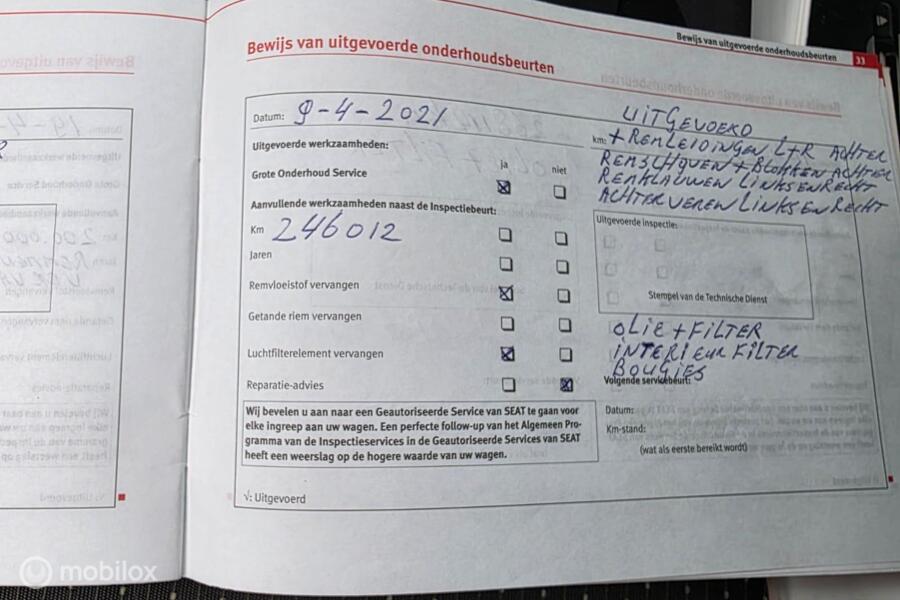 Bewijs van uitgevoerde onderhoudsbeurten
33
Bewijs van uitgevoerde onderhoudsbeurten
Datum: 9-4-2021
UITGEVOERD
km: + REMLEIDINGEN L+R ACHTER
REMSCHIJVEN + BLOKKEN ACHTER
REMKLAUWEN LINKS EN RECHT
ACHTERVEREN LINKS EN RECHT
Uitgevoerde werkzaamheden:
ja niet
Grote Onderhoud Service
Aanvullende werkzaamheden naast de Inspectiebeurt:
Km 246012
Jaren
Remvloeistof vervangen
Getande riem vervangen
Luchtfilterelement vervangen
Reparatie-advies
Uitgevoerde inspectie:
Stempel van de Technische Dienst
OLIE + FILTER
INTERIEUR FILTER
BOUGIES
Volgende servicebeurt:
Datum:
Km-stand:
(wat als eerste bereikt wordt)
Wij bevelen u aan naar een Geautoriseerde Service van SEAT te gaan voor
elke ingreep aan uw wagen. Een perfecte follow-up van het Algemeen Pro-
gramma van de Inspectieservices in de Geautoriseerde Services van SEAT
heeft een weerslag op de hogere waarde van uw wagen.
√: Uitgevoerd
mobilox